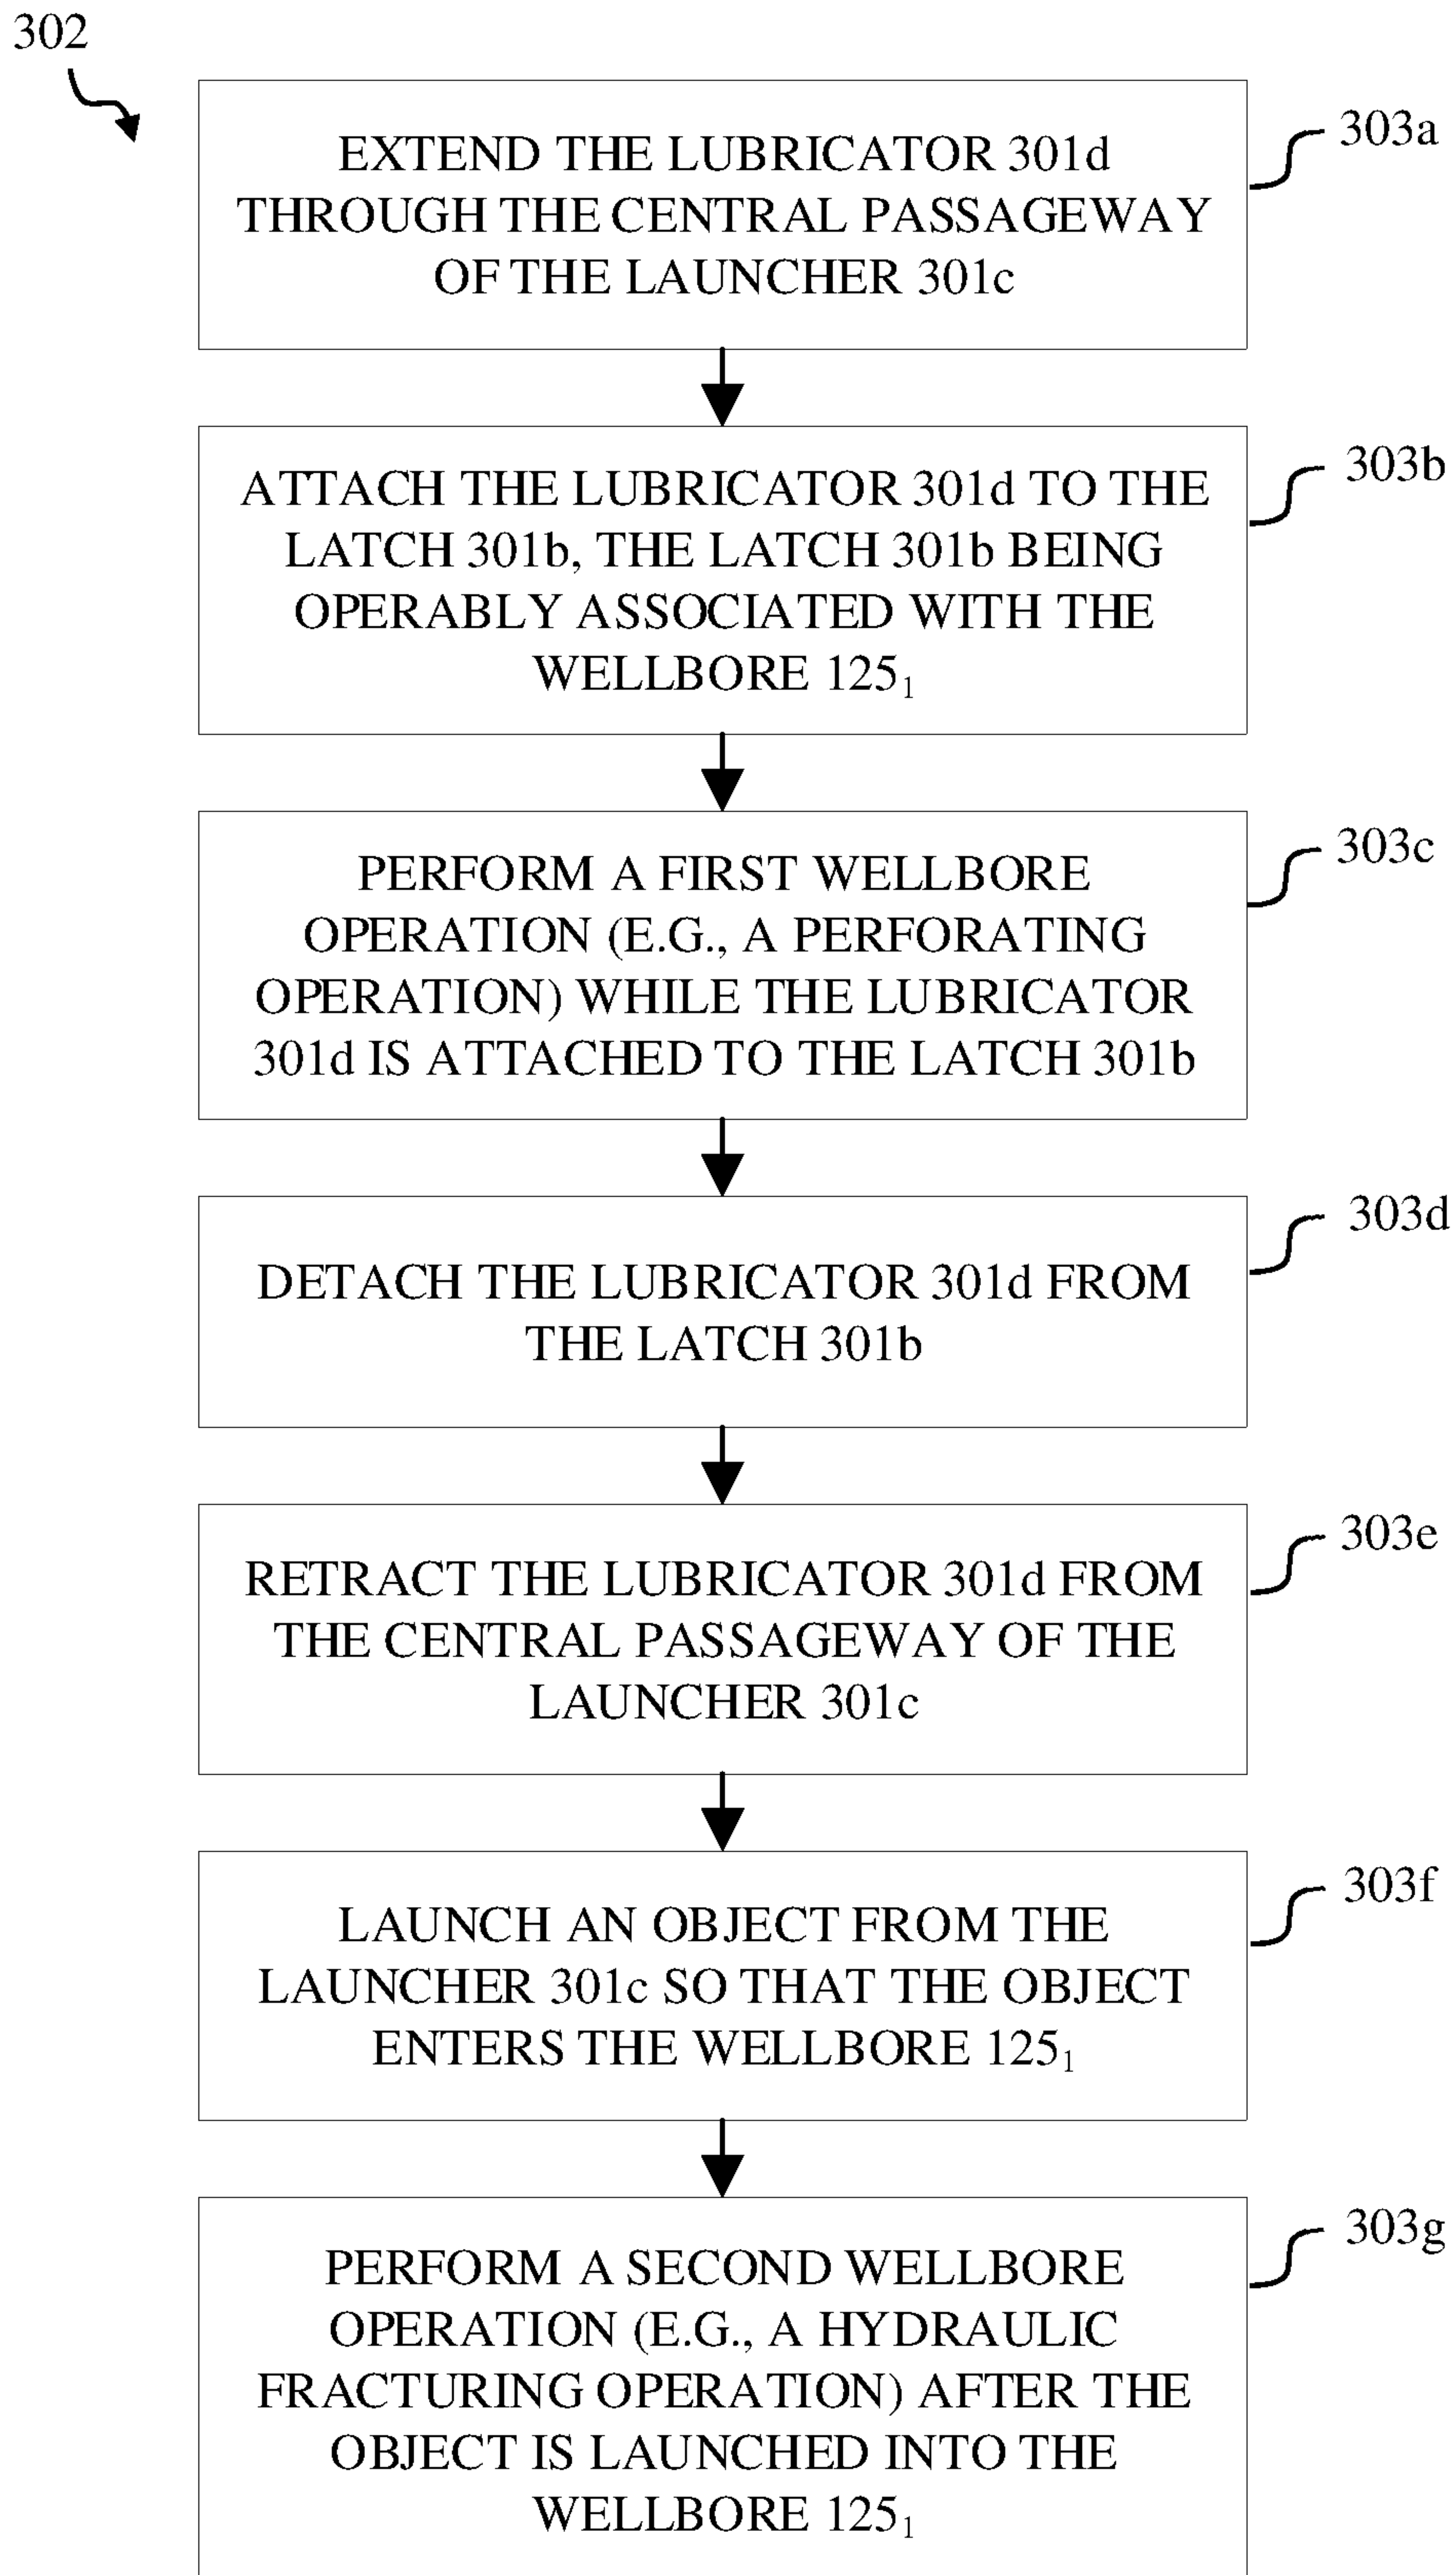 302
303a
EXTEND THE LUBRICATOR 301d
THROUGH THE CENTRAL PASSAGEWAY
OF THE LAUNCHER 301c
303b
ATTACH THE LUBRICATOR 301d TO THE
LATCH 301b, THE LATCH 301b BEING
OPERABLY ASSOCIATED WITH THE
WELLBORE 125₁
303c
PERFORM A FIRST WELLBORE
OPERATION (E.G., A PERFORATING
OPERATION) WHILE THE LUBRICATOR
301d IS ATTACHED TO THE LATCH 301b
303d
DETACH THE LUBRICATOR 301d FROM
THE LATCH 301b
303e
RETRACT THE LUBRICATOR 301d FROM
THE CENTRAL PASSAGEWAY OF THE
LAUNCHER 301c
303f
LAUNCH AN OBJECT FROM THE
LAUNCHER 301c SO THAT THE OBJECT
ENTERS THE WELLBORE 125₁
303g
PERFORM A SECOND WELLBORE
OPERATION (E.G., A HYDRAULIC
FRACTURING OPERATION) AFTER THE
OBJECT IS LAUNCHED INTO THE
WELLBORE 125₁